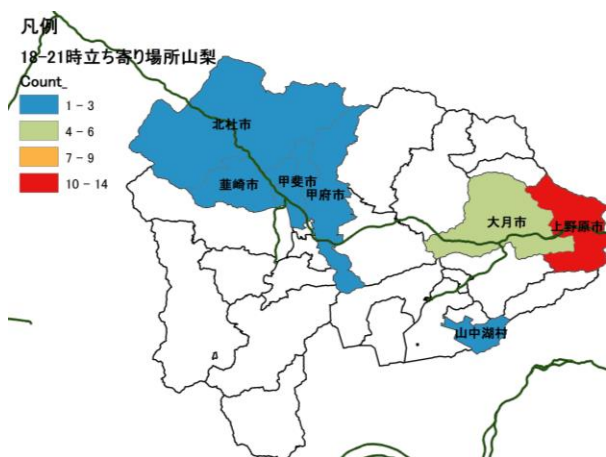 凡例
18-21時立ち寄り場所山梨
Count_
1 - 3
4 - 6
7 - 9
10 - 14
北杜市
韮崎市
甲斐市
甲府市
大月市
上野原市
山中湖村